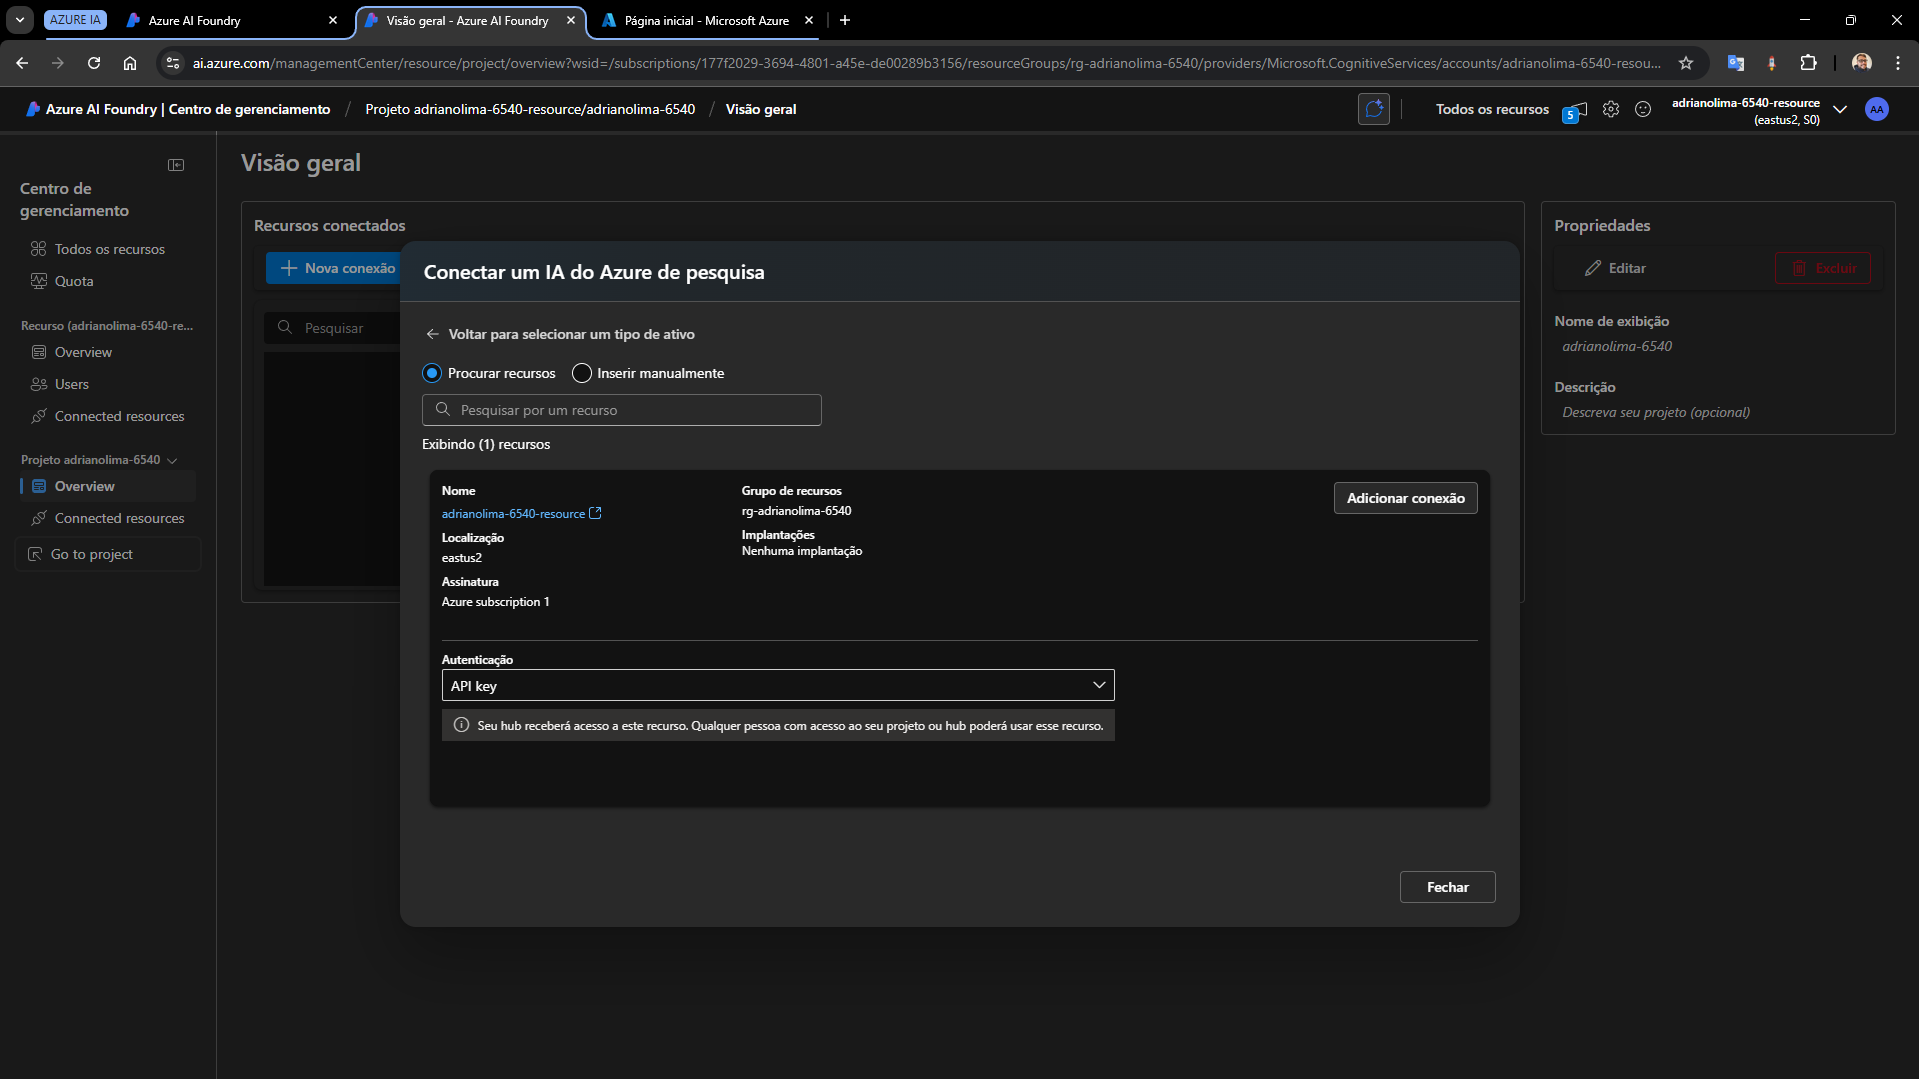 AZURE IA
Azure AI Foundry
Visão geral - Azure AI Foundry
Página inicial - Microsoft Azure
ai.azure.com/managementCenter/resource/project/overview?wsid=/subscriptions/177f2029-3694-4801-a45e-de00289b3156/resourceGroups/rg-adrianolima-6540/providers/Microsoft.CognitiveServices/accounts/adrianolima-6540-resou...
Azure AI Foundry | Centro de gerenciamento / Projeto adrianolima-6540-resource/adrianolima-6540 / Visão geral
Todos os recursos
5
adrianolima-6540-resource
(eastus2, S0)
AA
Centro de
gerenciamento
Todos os recursos
Quota
Recurso (adrianolima-6540-re...
Overview
Users
Connected resources
Projeto adrianolima-6540
Overview
Connected resources
Go to project
Visão geral
Recursos conectados
Nova conexão
Pesquisar
Conectar um IA do Azure de pesquisa
Voltar para selecionar um tipo de ativo
Procurar recursos
Inserir manualmente
Pesquisar por um recurso
Exibindo (1) recursos
Nome
adrianolima-6540-resource
Localização
eastus2
Assinatura
Azure subscription 1
Grupo de recursos
rg-adrianolima-6540
Implantações
Nenhuma implantação
Adicionar conexão
Autenticação
API key
Seu hub receberá acesso a este recurso. Qualquer pessoa com acesso ao seu projeto ou hub poderá usar esse recurso.
Fechar
Propriedades
Editar
Excluir
Nome de exibição
adrianolima-6540
Descrição
Descreva seu projeto (opcional)